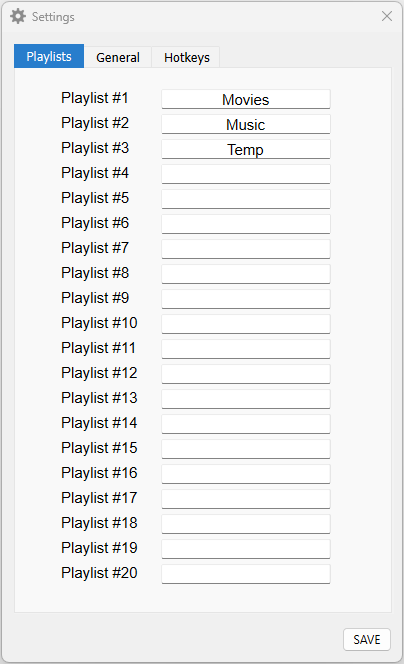 Settings
Playlists General Hotkeys
Playlist #1 Movies
Playlist #2 Music
Playlist #3 Temp
Playlist #4
Playlist #5
Playlist #6
Playlist #7
Playlist #8
Playlist #9
Playlist #10
Playlist #11
Playlist #12
Playlist #13
Playlist #14
Playlist #15
Playlist #16
Playlist #17
Playlist #18
Playlist #19
Playlist #20
SAVE